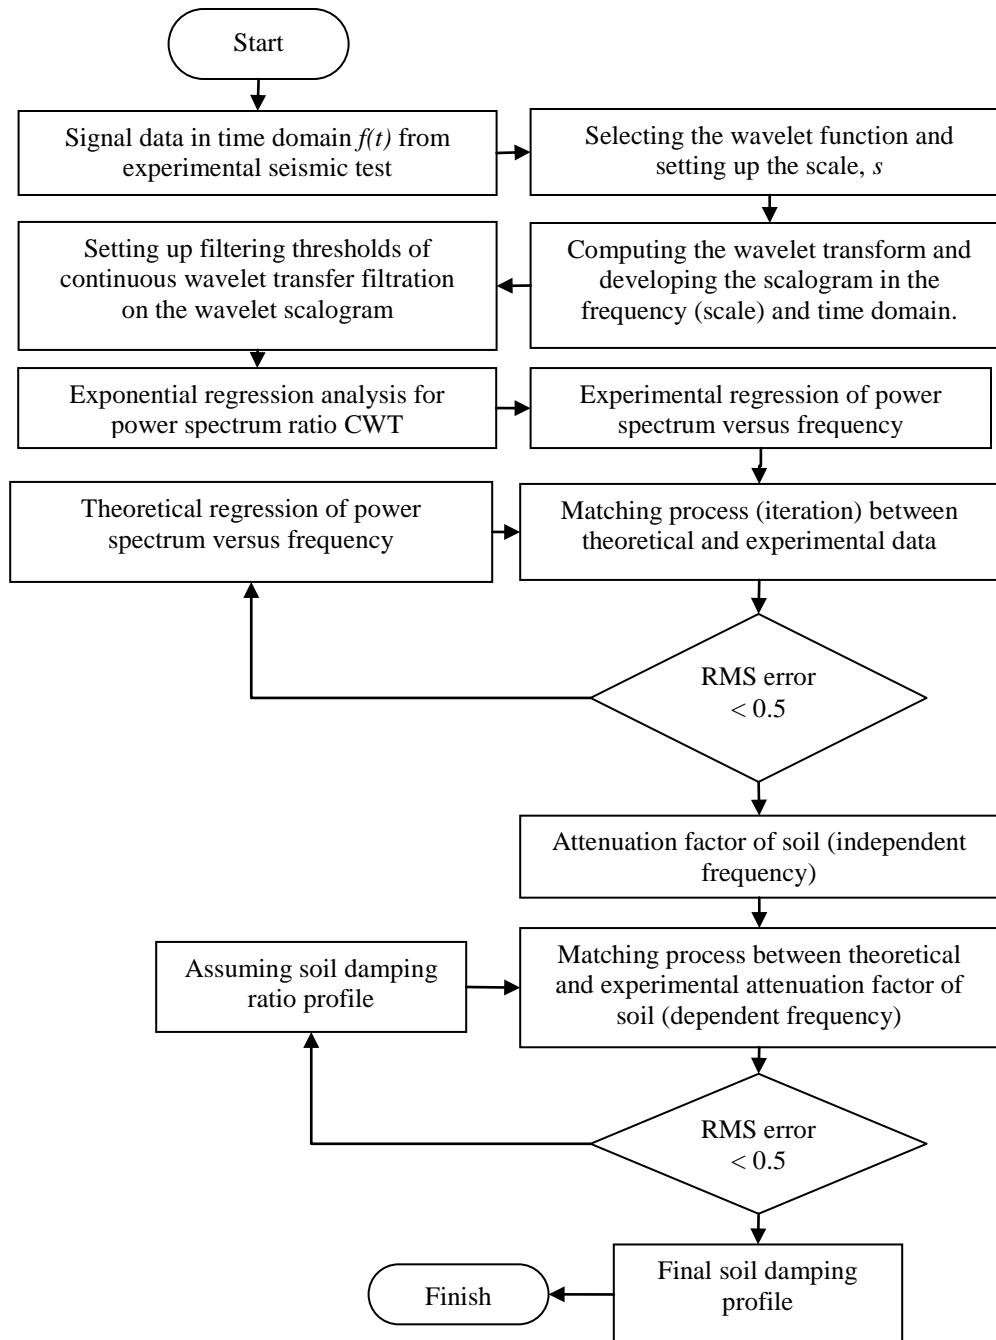 Start
Signal data in time domain f(t) from
experimental seismic test
Selecting the wavelet function and
setting up the scale, s
Setting up filtering thresholds of
continuous wavelet transfer filtration
on the wavelet scalogram
Computing the wavelet transform and
developing the scalogram in the
frequency (scale) and time domain.
Exponential regression analysis for
power spectrum ratio CWT
Experimental regression of power
spectrum versus frequency
Theoretical regression of power
spectrum versus frequency
Matching process (iteration) between
theoretical and experimental data
RMS error
< 0.5
Attenuation factor of soil (independent
frequency)
Assuming soil damping
ratio profile
Matching process between theoretical
and experimental attenuation factor of
soil (dependent frequency)
RMS error
< 0.5
Final soil damping
profile
Finish